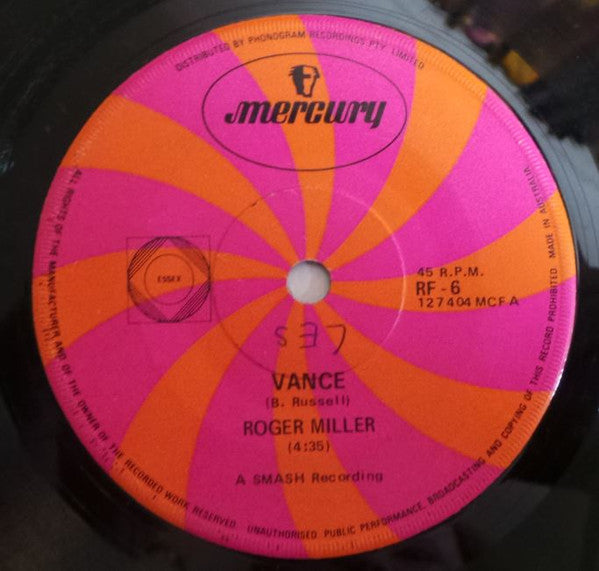 DISTRIBUTED BY PHONOGRAM RECORDINGS PTY. LIMITED
mercury
ESSEX
45 R.P.M.
RF-6
127404 MCF A
LES
VANCE
(B. Russell)
ROGER MILLER
(4:35)
A SMASH Recording
ALL RIGHTS OF THE MANUFACTURER AND OF THE OWNER OF THE RECORDED WORK RESERVED. UNAUTHORISED PUBLIC PERFORMANCE, BROADCASTING AND COPYING OF THIS RECORD PROHIBITED MADE IN AUSTRALIA